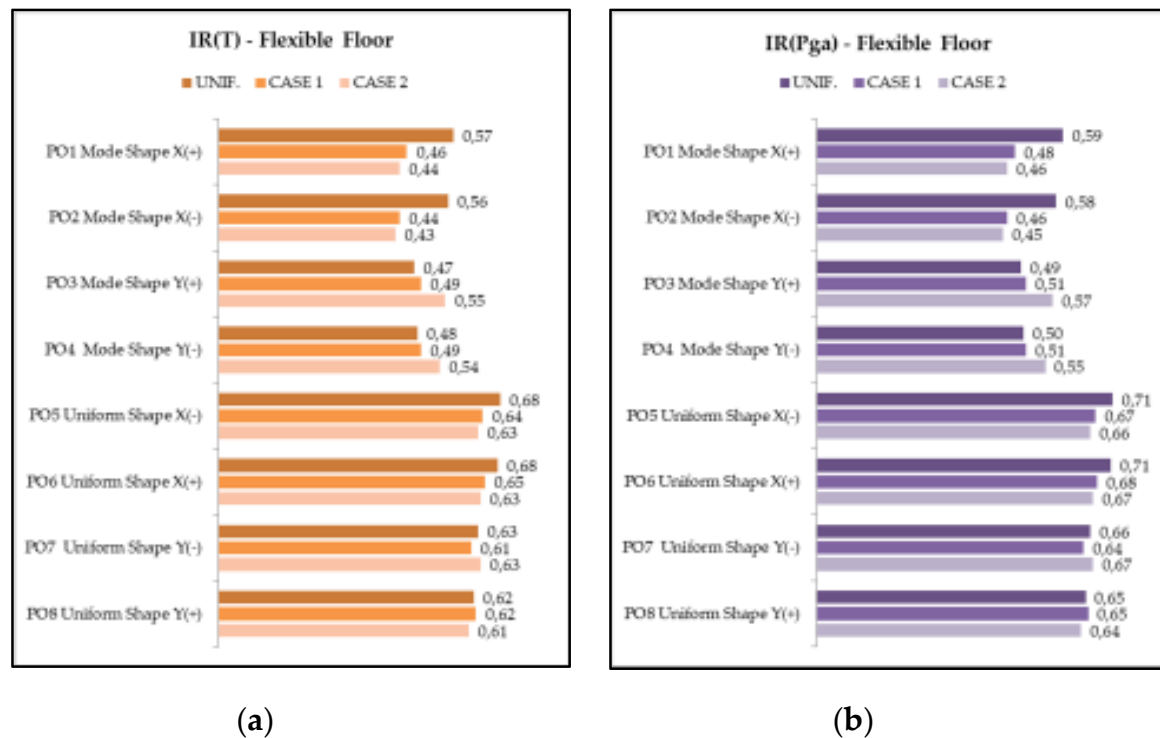 IR(T) - Flexible Floor
UNIF. CASE 1 CASE 2
PO1 Mode Shape X(+)
0,57
0,46
0,44
PO2 Mode Shape X(-)
0,56
0,44
0,43
PO3 Mode Shape Y(+)
0,47
0,49
0,55
PO4 Mode Shape Y(-)
0,48
0,49
0,54
PO5 Uniform Shape X(-)
0,68
0,64
0,63
PO6 Uniform Shape X(+)
0,68
0,65
0,63
PO7 Uniform Shape Y(-)
0,63
0,61
0,63
PO8 Uniform Shape Y(+)
0,62
0,62
0,61
(a)
IR(Pga) - Flexible Floor
UNIF. CASE 1 CASE 2
PO1 Mode Shape X(+)
0,59
0,48
0,46
PO2 Mode Shape X(-)
0,58
0,46
0,45
PO3 Mode Shape Y(+)
0,49
0,51
0,57
PO4 Mode Shape Y(-)
0,50
0,51
0,55
PO5 Uniform Shape X(-)
0,71
0,67
0,66
PO6 Uniform Shape X(+)
0,71
0,68
0,67
PO7 Uniform Shape Y(-)
0,66
0,64
0,67
PO8 Uniform Shape Y(+)
0,65
0,65
0,64
(b)